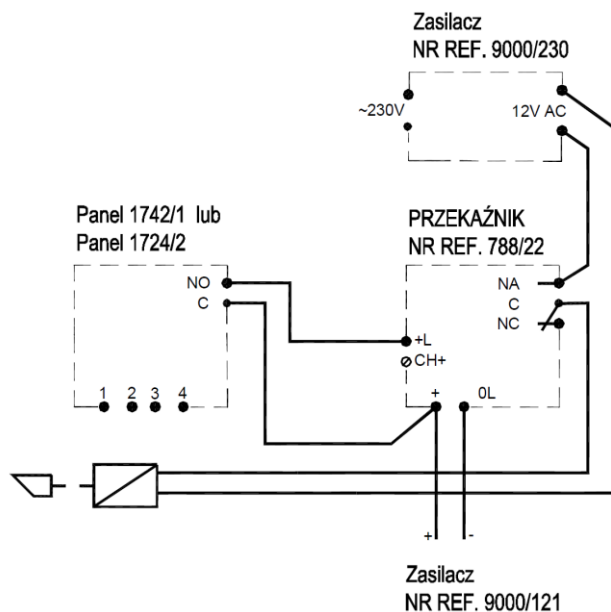 Zasilacz
NR REF. 9000/230
~230V
12V AC
Panel 1742/1 lub
Panel 1724/2
PRZEKAŹNIK
NR REF. 788/22
NO
C
NA
C
NC
+L
CH+
1 2 3 4
+ 0L
+ -
Zasilacz
NR REF. 9000/121